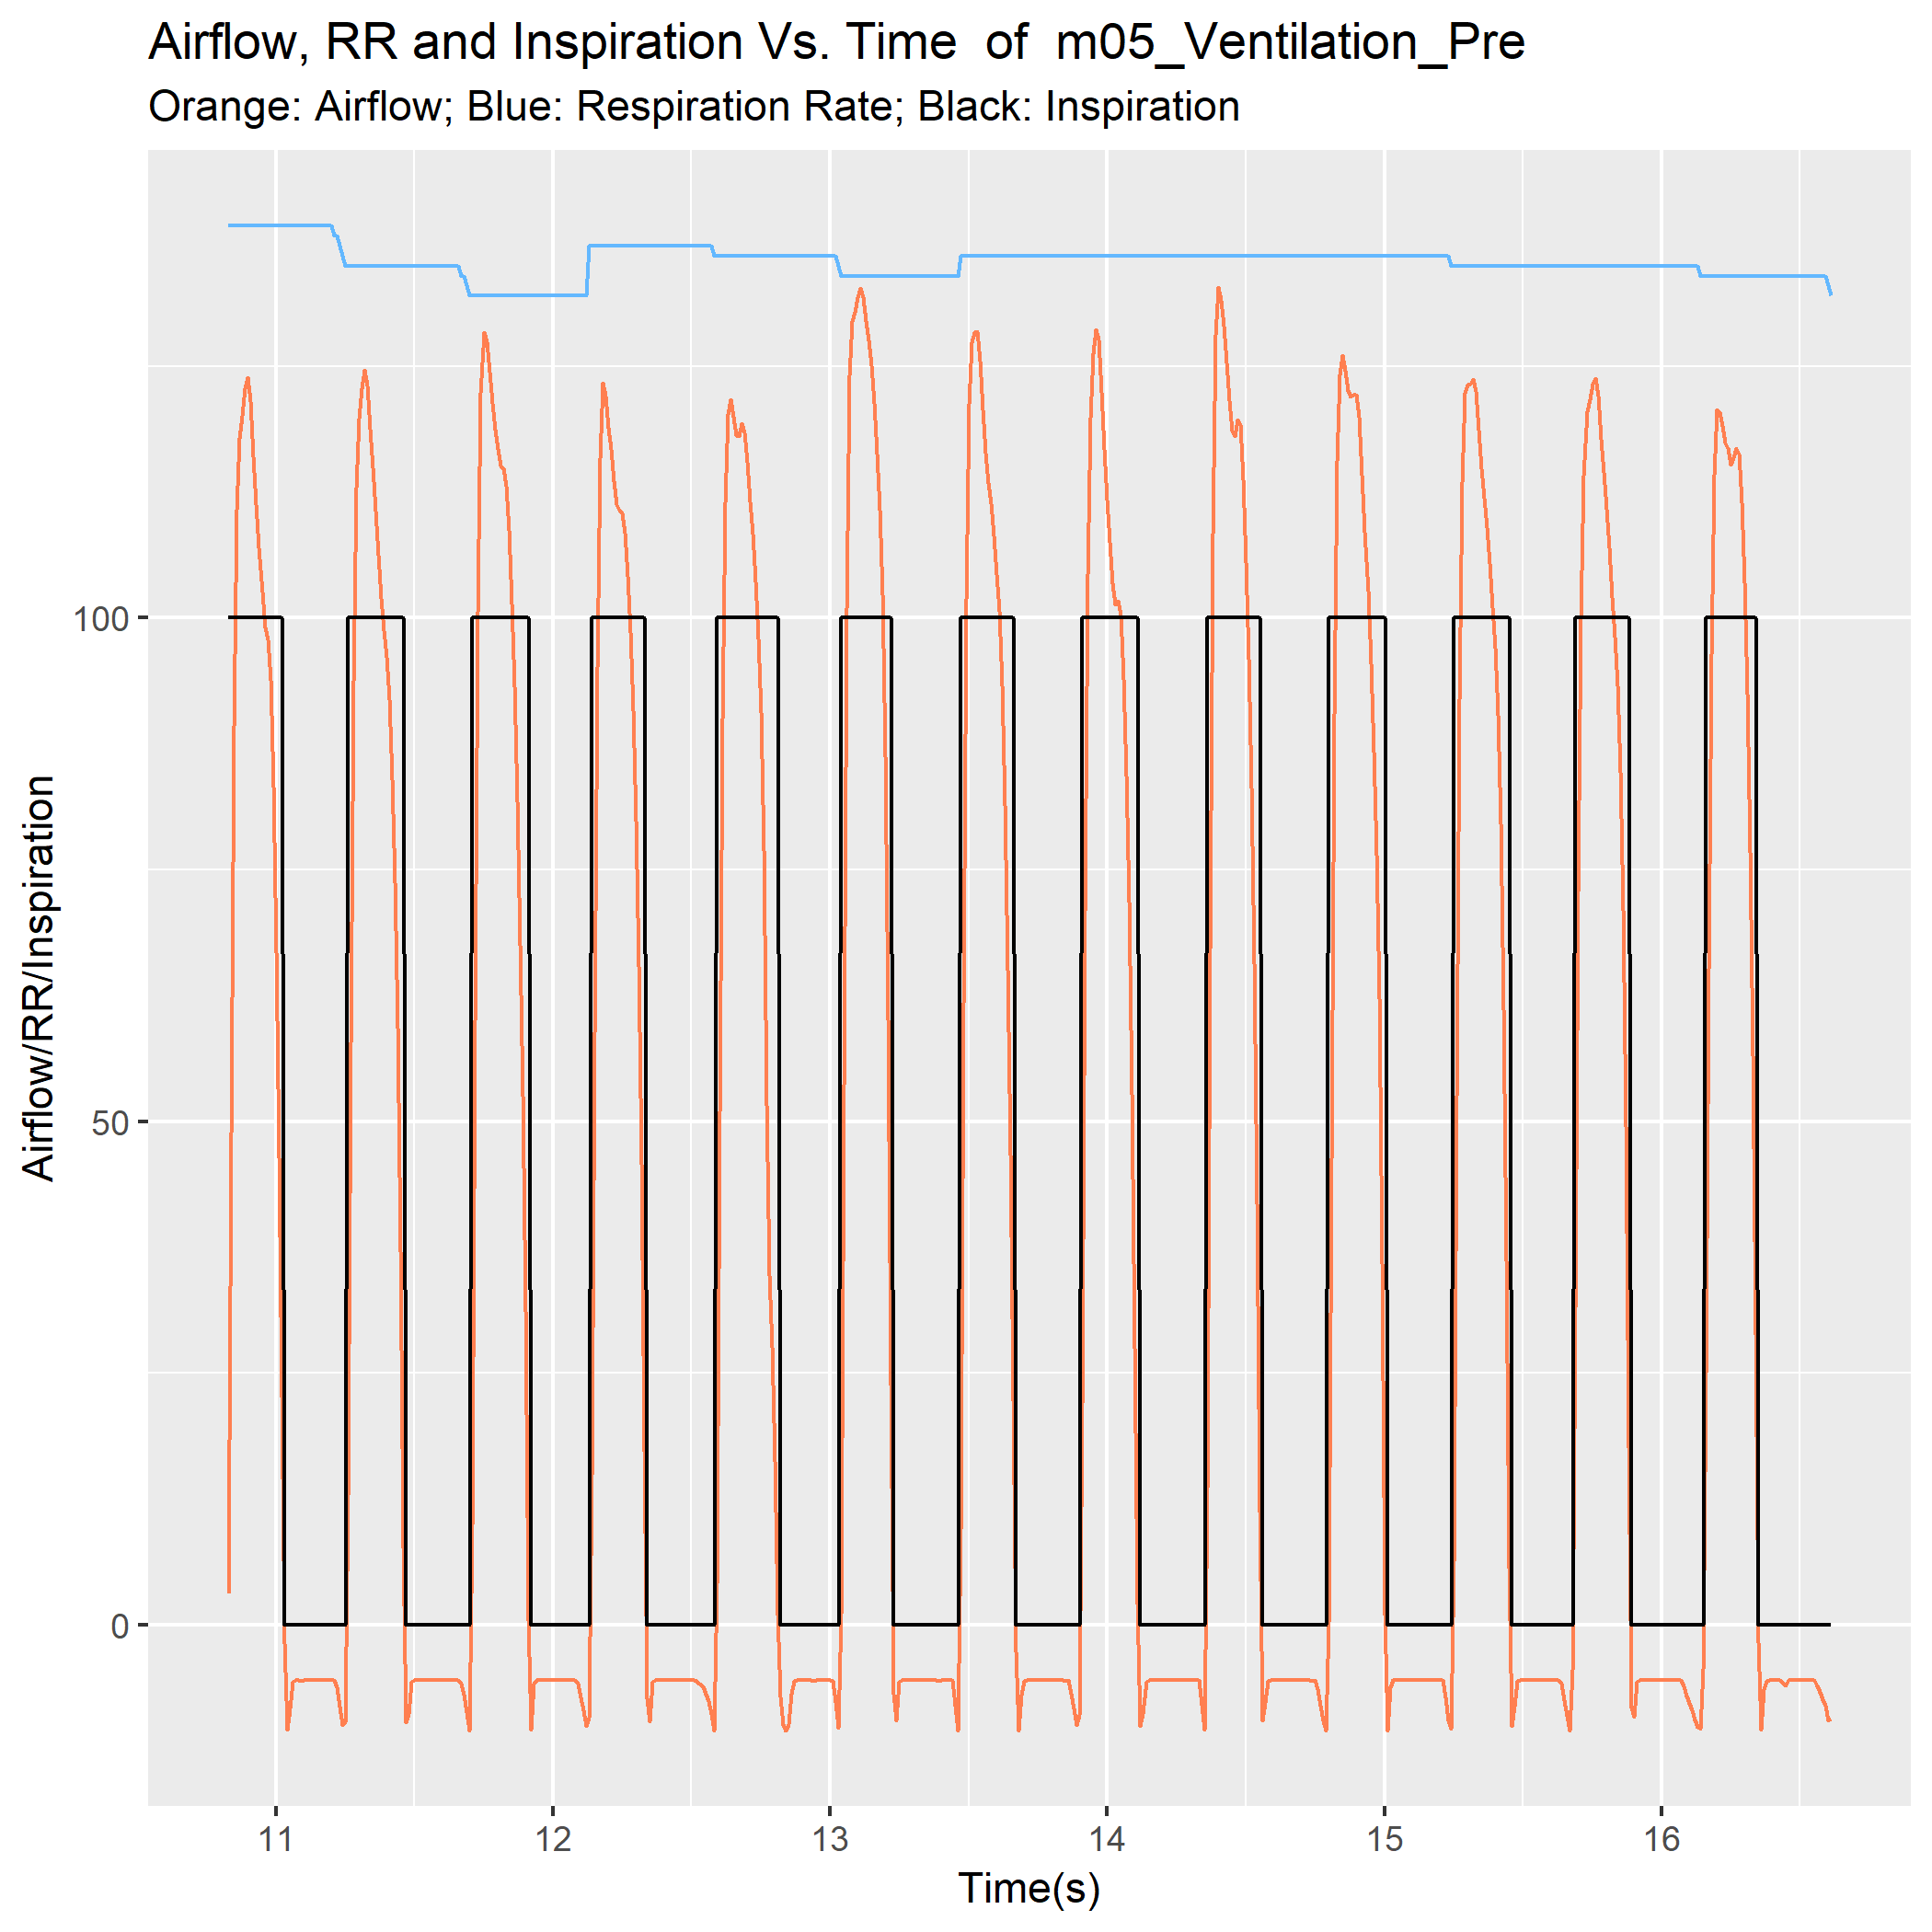 Airflow, RR and Inspiration Vs. Time  of  m05_Ventilation_Pre
Orange: Airflow; Blue: Respiration Rate; Black: Inspiration
Airflow/RR/Inspiration
100
50
0
11 12 13 14 15 16
Time(s)